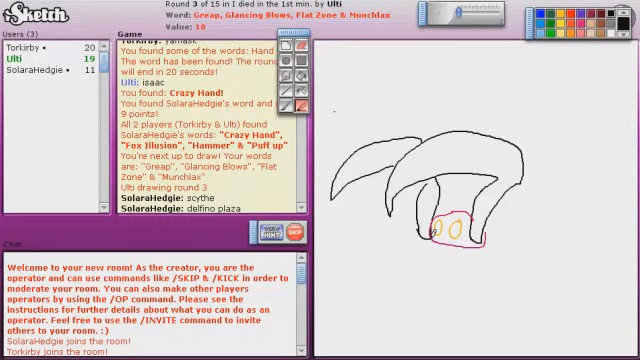 Sketch
Round 3 of 15 in I died in the 1st min. by Ulti
Word: Greap, Glancing Blows, Flat Zone & Munchlax
Value: 10
Users (3)
Torkirby 20
Ulti 19
SolaraHedgie • 11
Game
You found some of the words: Hand
The word has been found! The round
will end in 20 seconds!
Ulti: isaac
You found: Crazy Hand!
You found SolaraHedgie's word and
9 points!
All 2 players (Torkirby & Ulti) found
SolaraHedgie's words: "Crazy Hand",
"Fox Illusion", "Hammer" & "Puff up"
You're next up to draw! Your words
are: "Greap", "Glancing Blows", "Flat
Zone" & "Munchlax"
Ulti drawing round 3
SolaraHedgie: scythe
SolaraHedgie: delfino plaza
HINT
SKIP
Chat
Welcome to your new room! As the creator, you are the
operator and can use commands like /SKIP & /KICK in order to
moderate your room. You can also make other players
operators by using the /OP command. Please see the
instructions for further details about what you can do as an
operator. Feel free to use the /INVITE command to invite
others to your room. :)
SolaraHedgie joins the room!
Torkirby joins the room!